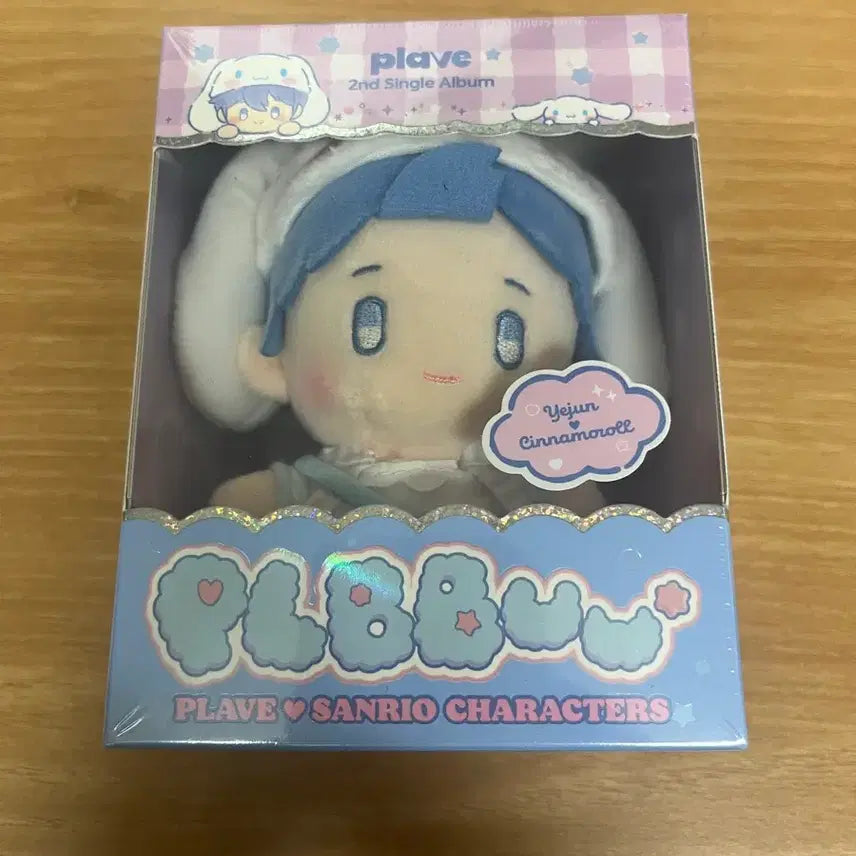 plave
2nd Single Album
Yejun
Cinnamoroll
PLBBUU
PLAVE ♥ SANRIO CHARACTERS